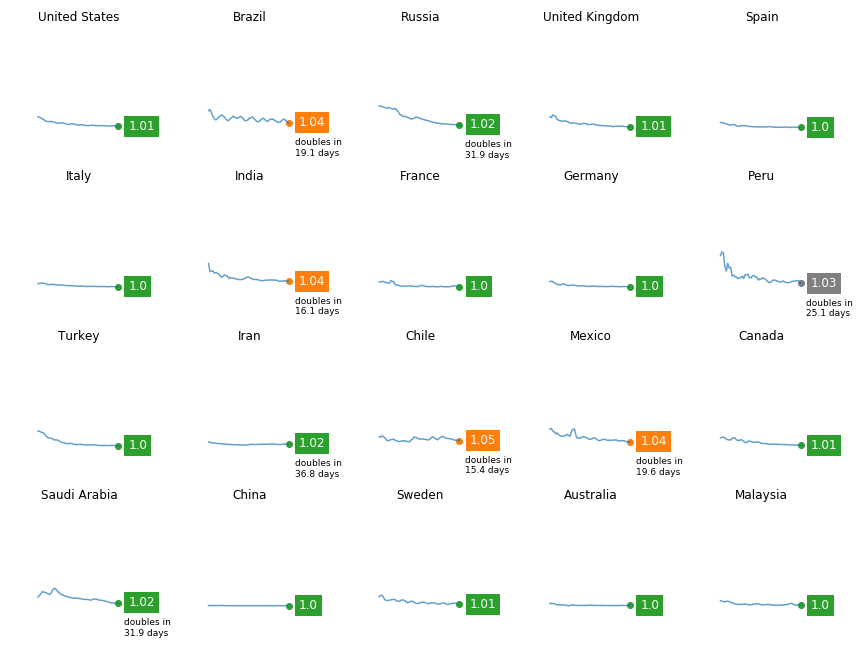 United States
Brazil
Russia
United Kingdom
Spain
1.01
1.04
doubles in
19.1 days
1.02
doubles in
31.9 days
1.01
1.0
Italy
India
France
Germany
Peru
1.0
1.04
doubles in
16.1 days
1.0
1.0
1.03
doubles in
25.1 days
Turkey
Iran
Chile
Mexico
Canada
1.0
1.02
doubles in
36.8 days
1.05
doubles in
15.4 days
1.04
doubles in
19.6 days
1.01
Saudi Arabia
China
Sweden
Australia
Malaysia
1.02
doubles in
31.9 days
1.0
1.01
1.0
1.0